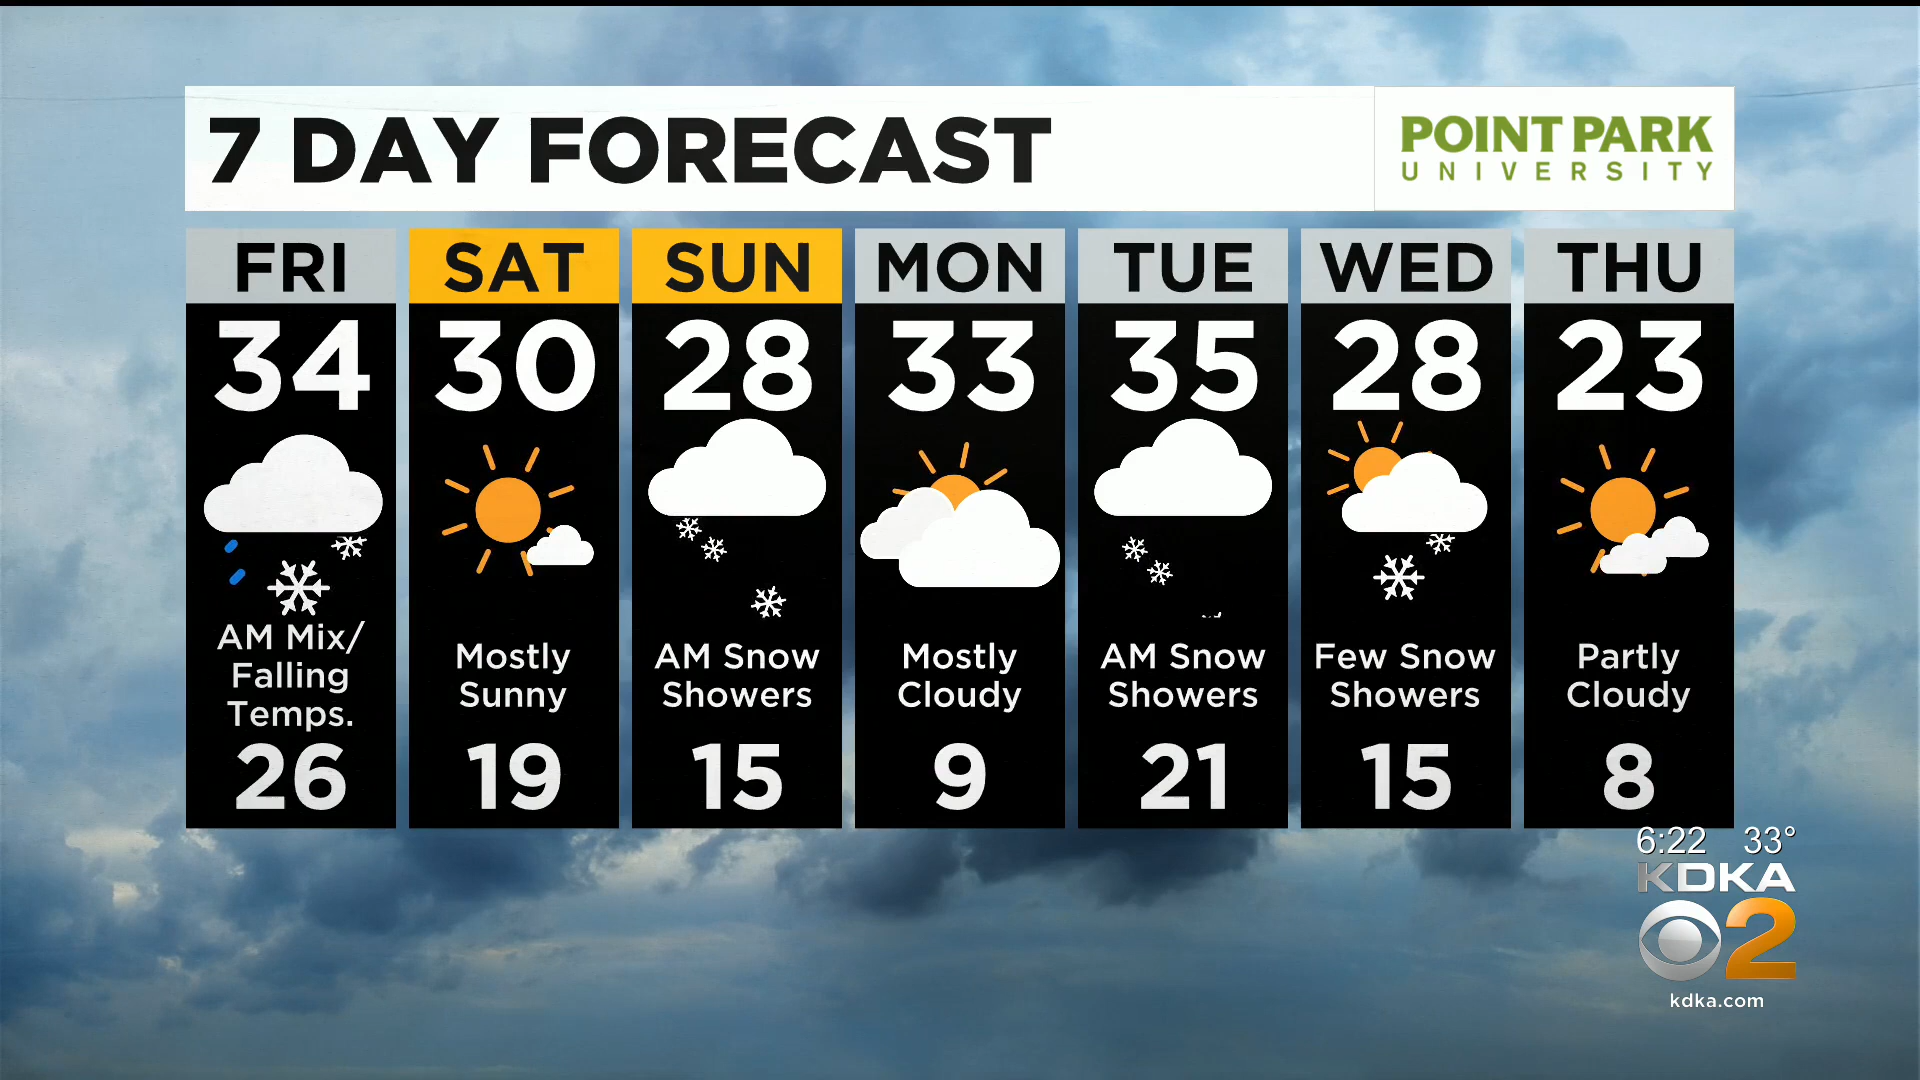 7 DAY FORECAST
POINT PARK
UNIVERSITY
FRI
34
AM Mix/
Falling
Temps.
26
SAT
30
Mostly
Sunny
19
SUN
28
AM Snow
Showers
15
MON
33
Mostly
Cloudy
9
TUE
35
AM Snow
Showers
21
WED
28
Few Snow
Showers
15
THU
23
Partly
Cloudy
8
6:22 33°
KDKA
2
kdka.com